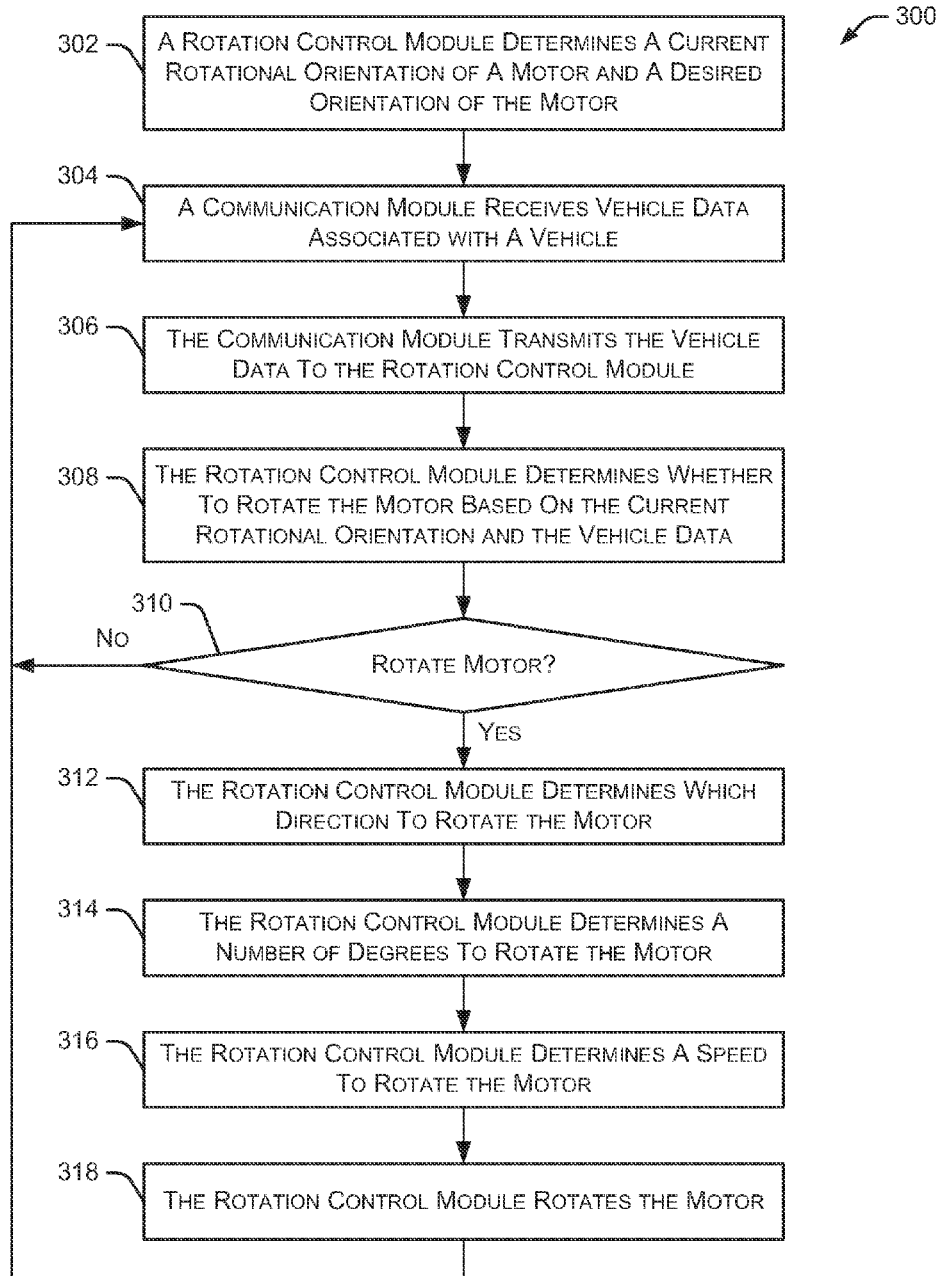 300
302
A ROTATION CONTROL MODULE DETERMINES A CURRENT
ROTATIONAL ORIENTATION OF A MOTOR AND A DESIRED
ORIENTATION OF THE MOTOR
304
A COMMUNICATION MODULE RECEIVES VEHICLE DATA
ASSOCIATED WITH A VEHICLE
306
THE COMMUNICATION MODULE TRANSMITS THE VEHICLE
DATA TO THE ROTATION CONTROL MODULE
308
THE ROTATION CONTROL MODULE DETERMINES WHETHER
TO ROTATE THE MOTOR BASED ON THE CURRENT
ROTATIONAL ORIENTATION AND THE VEHICLE DATA
310
NO
ROTATE MOTOR?
YES
312
THE ROTATION CONTROL MODULE DETERMINES WHICH
DIRECTION TO ROTATE THE MOTOR
314
THE ROTATION CONTROL MODULE DETERMINES A
NUMBER OF DEGREES TO ROTATE THE MOTOR
316
THE ROTATION CONTROL MODULE DETERMINES A SPEED
TO ROTATE THE MOTOR
318
THE ROTATION CONTROL MODULE ROTATES THE MOTOR